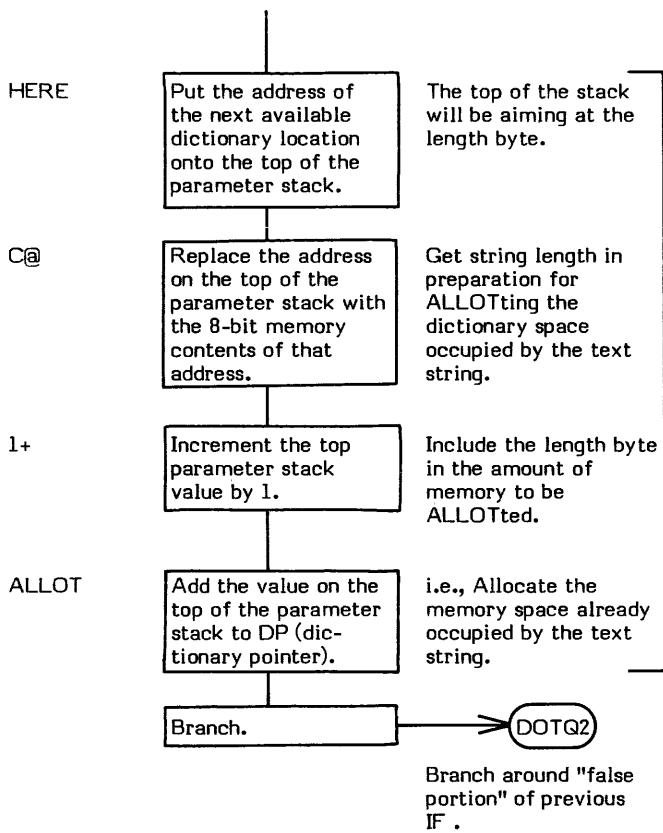 HERE
Put the address of
the next available
dictionary location
onto the top of the
parameter stack.
The top of the stack
will be aiming at the
length byte.
C@
Replace the address
on the top of the
parameter stack with
the 8-bit memory
contents of that
address.
Get string length in
preparation for
ALLOTting the
dictionary space
occupied by the text
string.
1+
Increment the top
parameter stack
value by 1.
Include the length byte
in the amount of
memory to be
ALLOTted.
ALLOT
Add the value on the
top of the parameter
stack to DP (dic-
tionary pointer).
i.e., Allocate the
memory space already
occupied by the text
string.
Branch.
DOTQ2
Branch around "false
portion" of previous
IF .